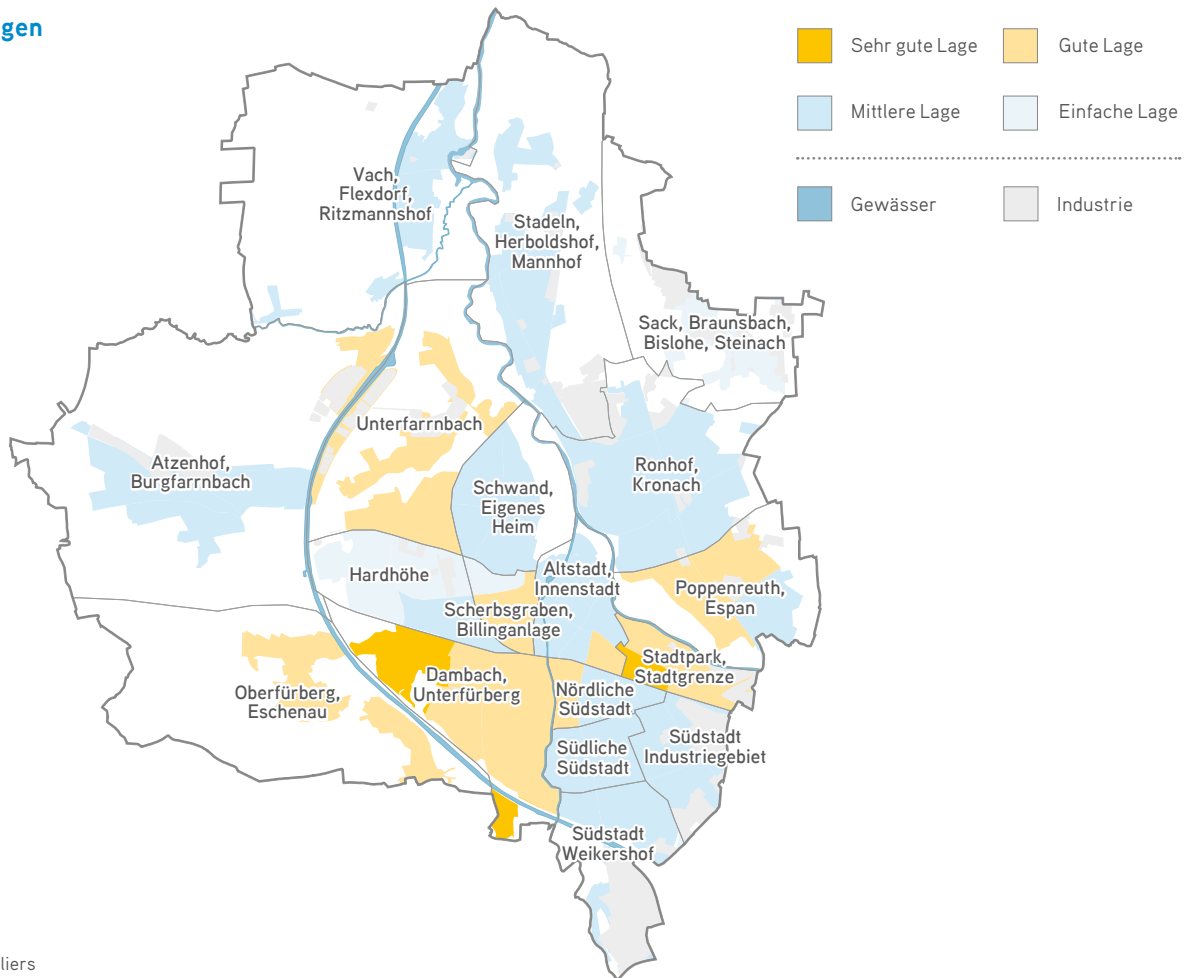 gen
Sehr gute Lage
Gute Lage
Mittlere Lage
Einfache Lage
Gewässer
Industrie
Vach,
Flexdorf,
Ritzmannshof
Stadeln,
Herboldshof,
Mannhof
Sack, Braunsbach,
Bislohe, Steinach
Unterfarrnbach
Atzenhof,
Burgfarrnbach
Ronhof,
Kronach
Schwand,
Eigenes
Heim
Hardhöhe
Altstadt,
Innenstadt
Poppenreuth,
Espan
Scherbsgraben,
Billinganlage
Stadtpark,
Stadtgrenze
Dambach,
Unterfürberg
Oberfürberg,
Eschenau
Nördliche
Südstadt
Südliche
Südstadt
Südstadt
Industriegebiet
Südstadt
Weikershof
liers